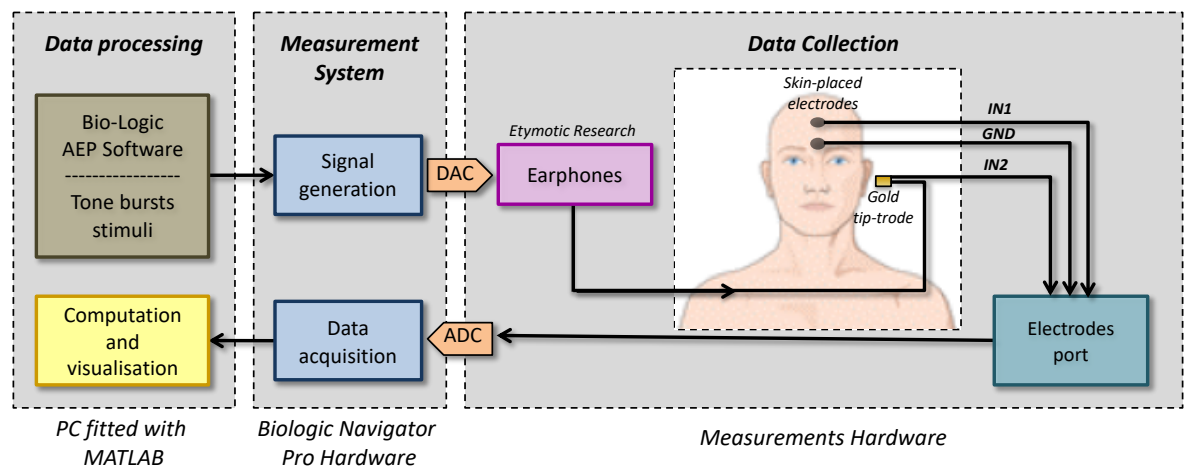 Data processing
Bio-Logic
AEP Software
-----------------
Tone bursts
stimuli
Computation
and
visualisation
PC fitted with
MATLAB
Measurement
System
Signal
generation
DAC
Data
acquisition
ADC
Biologic Navigator
Pro Hardware
Data Collection
Etymotic Research
Earphones
Skin-placed
electrodes
IN1
GND
IN2
Gold
tip-trode
Electrodes
port
Measurements Hardware